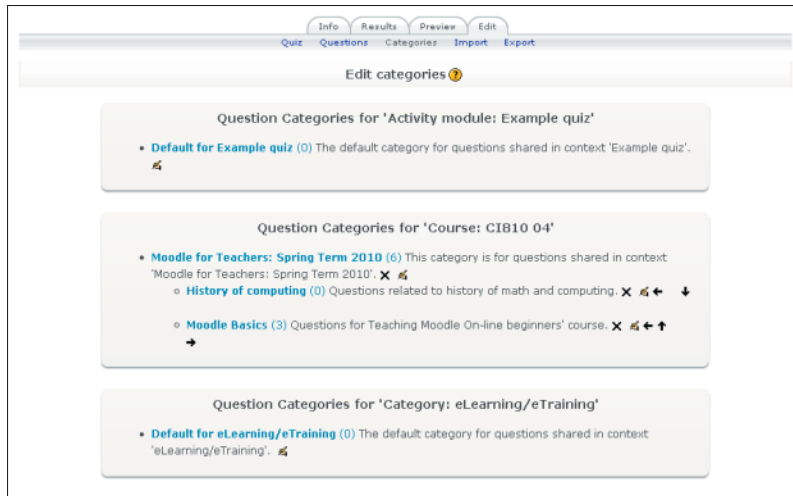 Info Results Preview Edit
Quiz Questions Categories Import Export
Edit categories ?
Question Categories for 'Activity module: Example quiz'
• Default for Example quiz (0) The default category for questions shared in context 'Example quiz'.
Question Categories for 'Course: CI810 04'
• Moodle for Teachers: Spring Term 2010 (6) This category is for questions shared in context
'Moodle for Teachers: Spring Term 2010'.
History of computing (0) Questions related to history of math and computing.
Moodle Basics (3) Questions for Teaching Moodle On-line beginners' course.
Question Categories for 'Category: eLearning/eTraining'
• Default for eLearning/eTraining (0) The default category for questions shared in context
'eLearning/eTraining'.